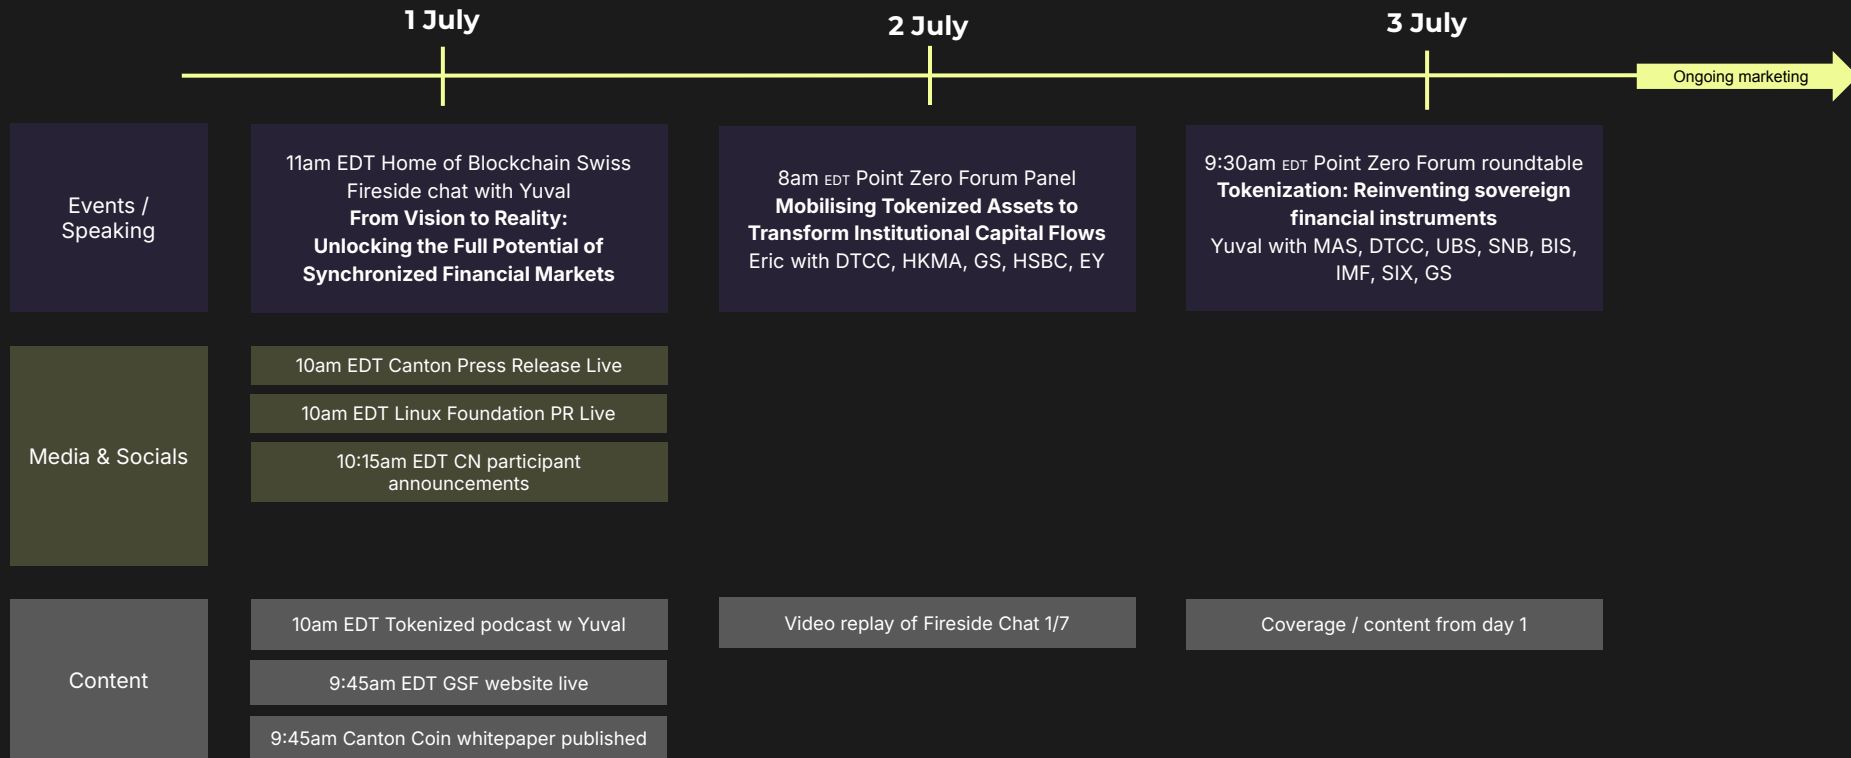 1 July
2 July
3 July
Ongoing marketing
Events /
Speaking
11am EDT Home of Blockchain Swiss
Fireside chat with Yuval
From Vision to Reality:
Unlocking the Full Potential of
Synchronized Financial Markets
8am EDT Point Zero Forum Panel
Mobilising Tokenized Assets to
Transform Institutional Capital Flows
Eric with DTCC, HKMA, GS, HSBC, EY
9:30am EDT Point Zero Forum roundtable
Tokenization: Reinventing sovereign
financial instruments
Yuval with MAS, DTCC, UBS, SNB, BIS,
IMF, SIX, GS
Media & Socials
10am EDT Canton Press Release Live
10am EDT Linux Foundation PR Live
10:15am EDT CN participant
announcements
Content
10am EDT Tokenized podcast w Yuval
9:45am EDT GSF website live
9:45am Canton Coin whitepaper published
Video replay of Fireside Chat 1/7
Coverage / content from day 1